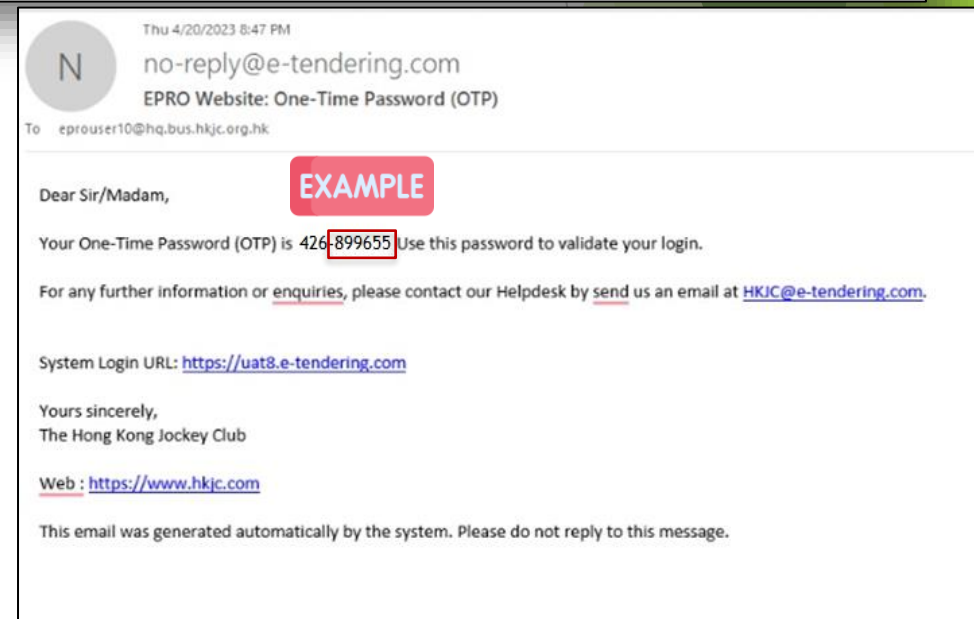 Thu 4/20/2023 8:47 PM
N
no-reply@e-tendering.com
EPRO Website: One-Time Password (OTP)
To eprouser10@hq.bus.hkjc.org.hk
EXAMPLE
Dear Sir/Madam,
Your One-Time Password (OTP) is 426-899655 Use this password to validate your login.
For any further information or enquiries, please contact our Helpdesk by send us an email at HKJC@e-tendering.com.
System Login URL: https://uat8.e-tendering.com
Yours sincerely,
The Hong Kong Jockey Club
Web : https://www.hkjc.com
This email was generated automatically by the system. Please do not reply to this message.